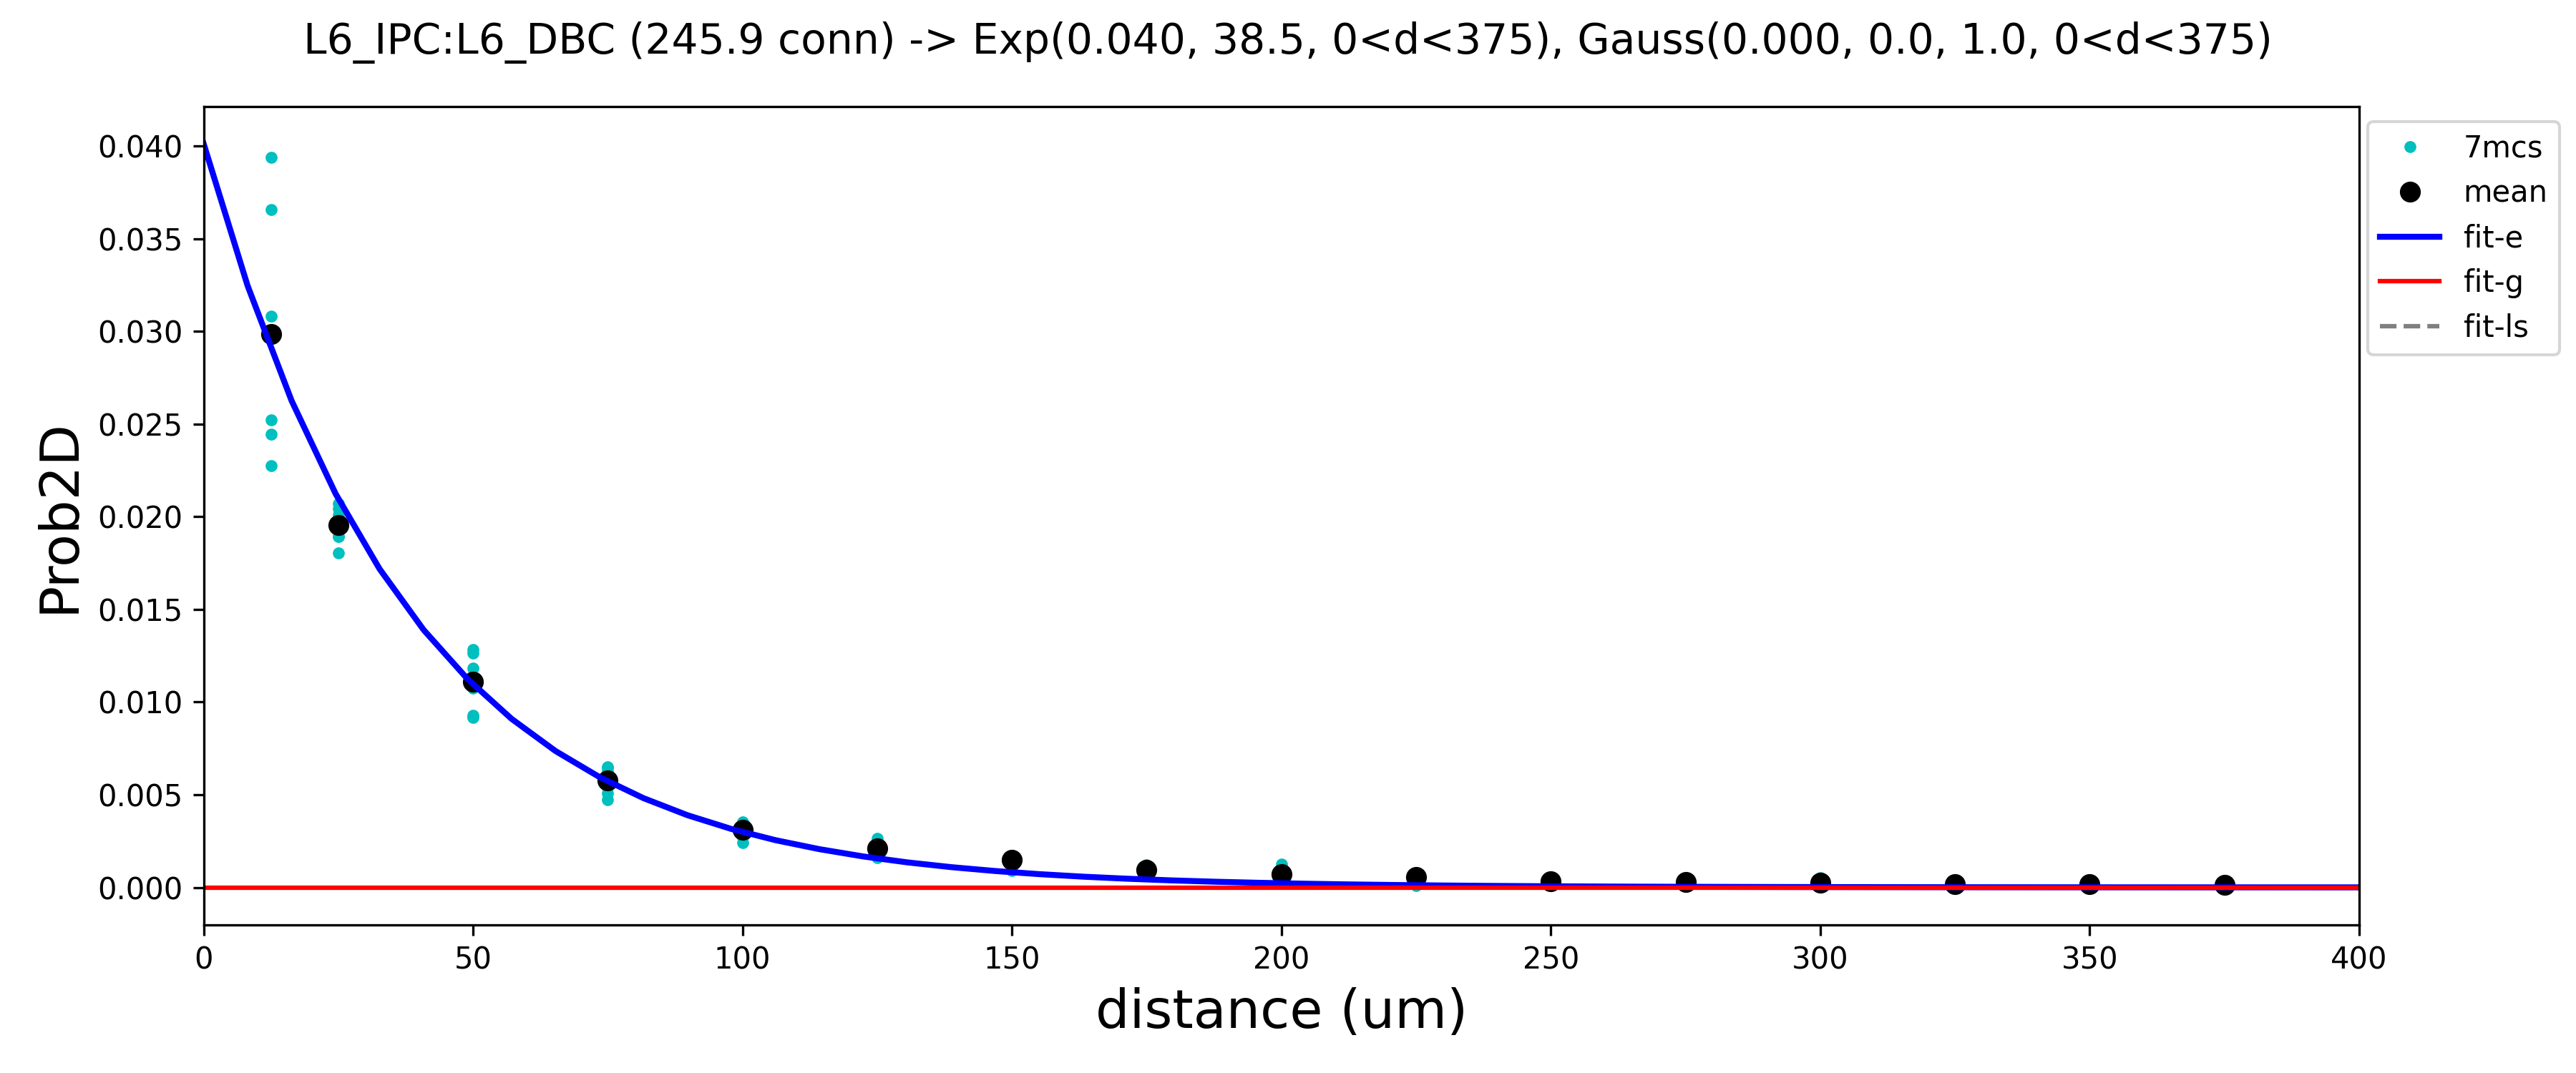 L6_IPC:L6_DBC (245.9 conn) -> Exp(0.040, 38.5, 0<d<375), Gauss(0.000, 0.0, 1.0, 0<d<375)
Prob2D
0.040
0.035
0.030
0.025
0.020
0.015
0.010
0.005
0.000
0 50 100 150 200 250 300 350 400
distance (um)
7mcs
mean
fit-e
fit-g
fit-ls